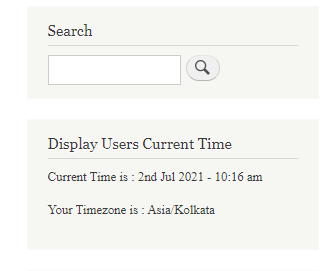 Search
Display Users Current Time
Current Time is : 2nd Jul 2021 - 10:16 am
Your Timezone is : Asia/Kolkata